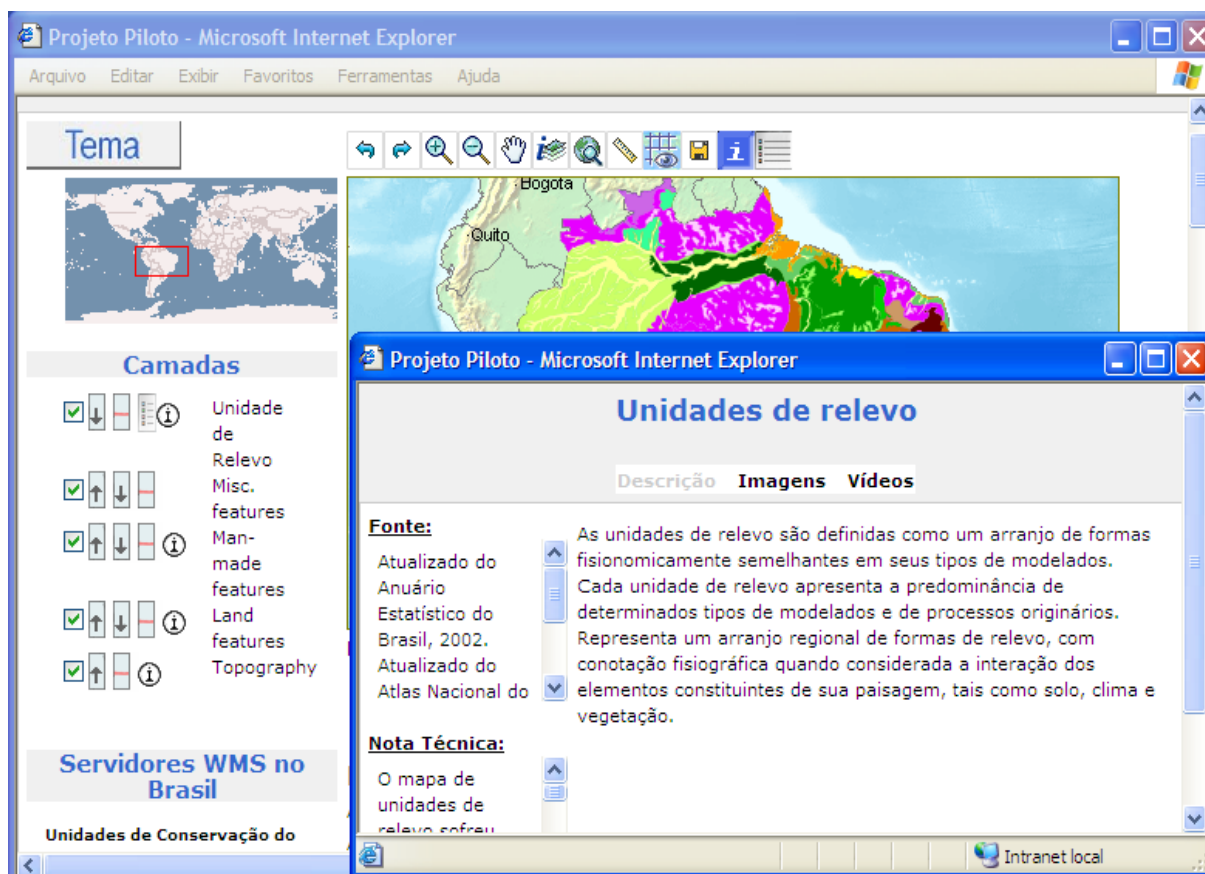 Projeto Piloto - Microsoft Internet Explorer
Arquivo Editar Exibir Favoritos Ferramentas Ajuda
Tema
Bogota
Quito
Camadas
Unidade
de
Relevo
Misc.
features
Man-
made
features
Land
features
Topography
Servidores WMS no
Brasil
Unidades de Conservação do
Projeto Piloto - Microsoft Internet Explorer
Unidades de relevo
Descrição Imagens Vídeos
Fonte:
Atualizado do
Anuário
Estatístico do
Brasil, 2002.
Atualizado do
Atlas Nacional do
Nota Técnica:
O mapa de
unidades de
relevo sofreu
As unidades de relevo são definidas como um arranjo de formas
fisionomicamente semelhantes em seus tipos de modelados.
Cada unidade de relevo apresenta a predominância de
determinados tipos de modelados e de processos originários.
Representa um arranjo regional de formas de relevo, com
conotação fisiográfica quando considerada a interação dos
elementos constituintes de sua paisagem, tais como solo, clima e
vegetação.
Intranet local